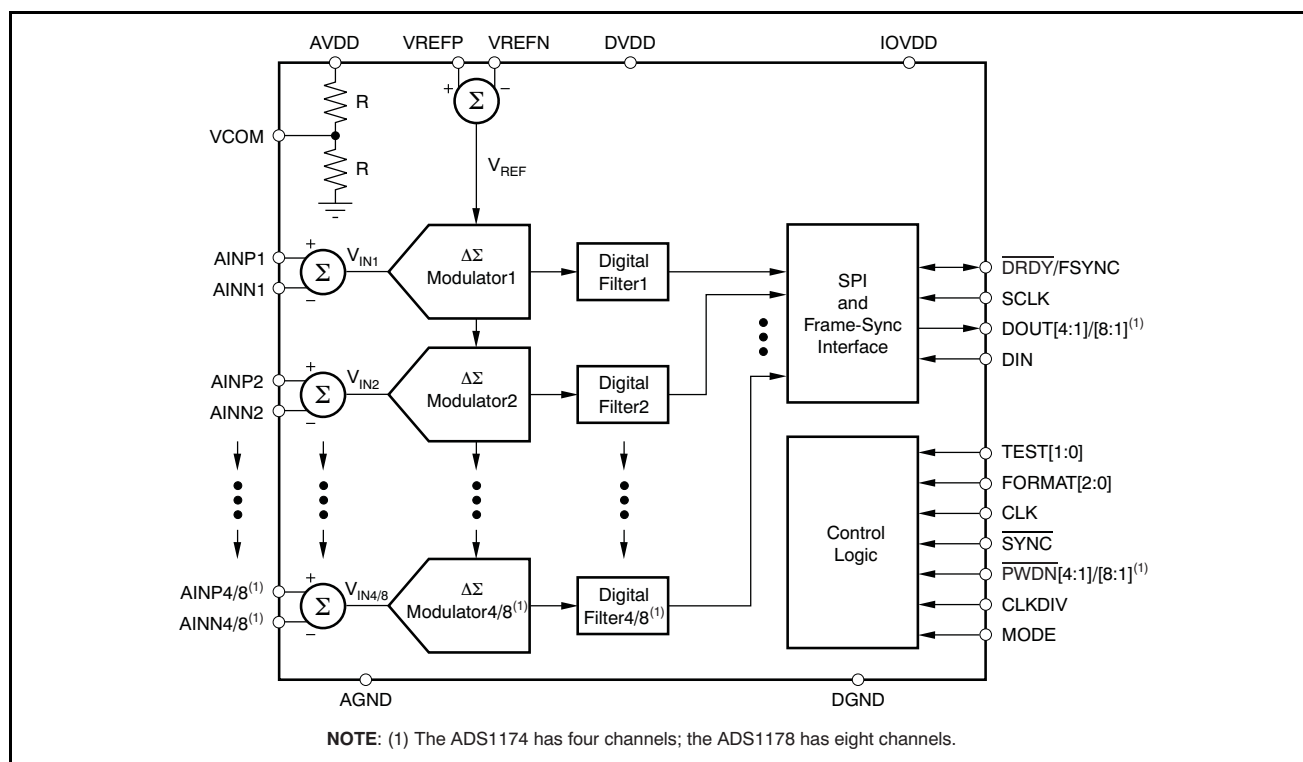 AVDD
VREFP
VREFN
DVDD
IOVDD
R
+
−
Σ
VCOM
R
VREF
AINP1
AINN1
+
Σ
−
VIN1
ΔΣ
Modulator1
Digital
Filter1
SPI
and
Frame-Sync
Interface
DRDY/FSYNC
SCLK
DOUT[4:1]/[8:1](1)
DIN
AINP2
AINN2
+
Σ
−
VIN2
ΔΣ
Modulator2
Digital
Filter2
Control
Logic
TEST[1:0]
FORMAT[2:0]
CLK
SYNC
PWDN[4:1]/[8:1](1)
CLKDIV
MODE
AINP4/8(1)
AINN4/8(1)
+
Σ
−
VIN4/8
ΔΣ
Modulator4/8(1)
Digital
Filter4/8(1)
AGND
DGND
NOTE: (1) The ADS1174 has four channels; the ADS1178 has eight channels.